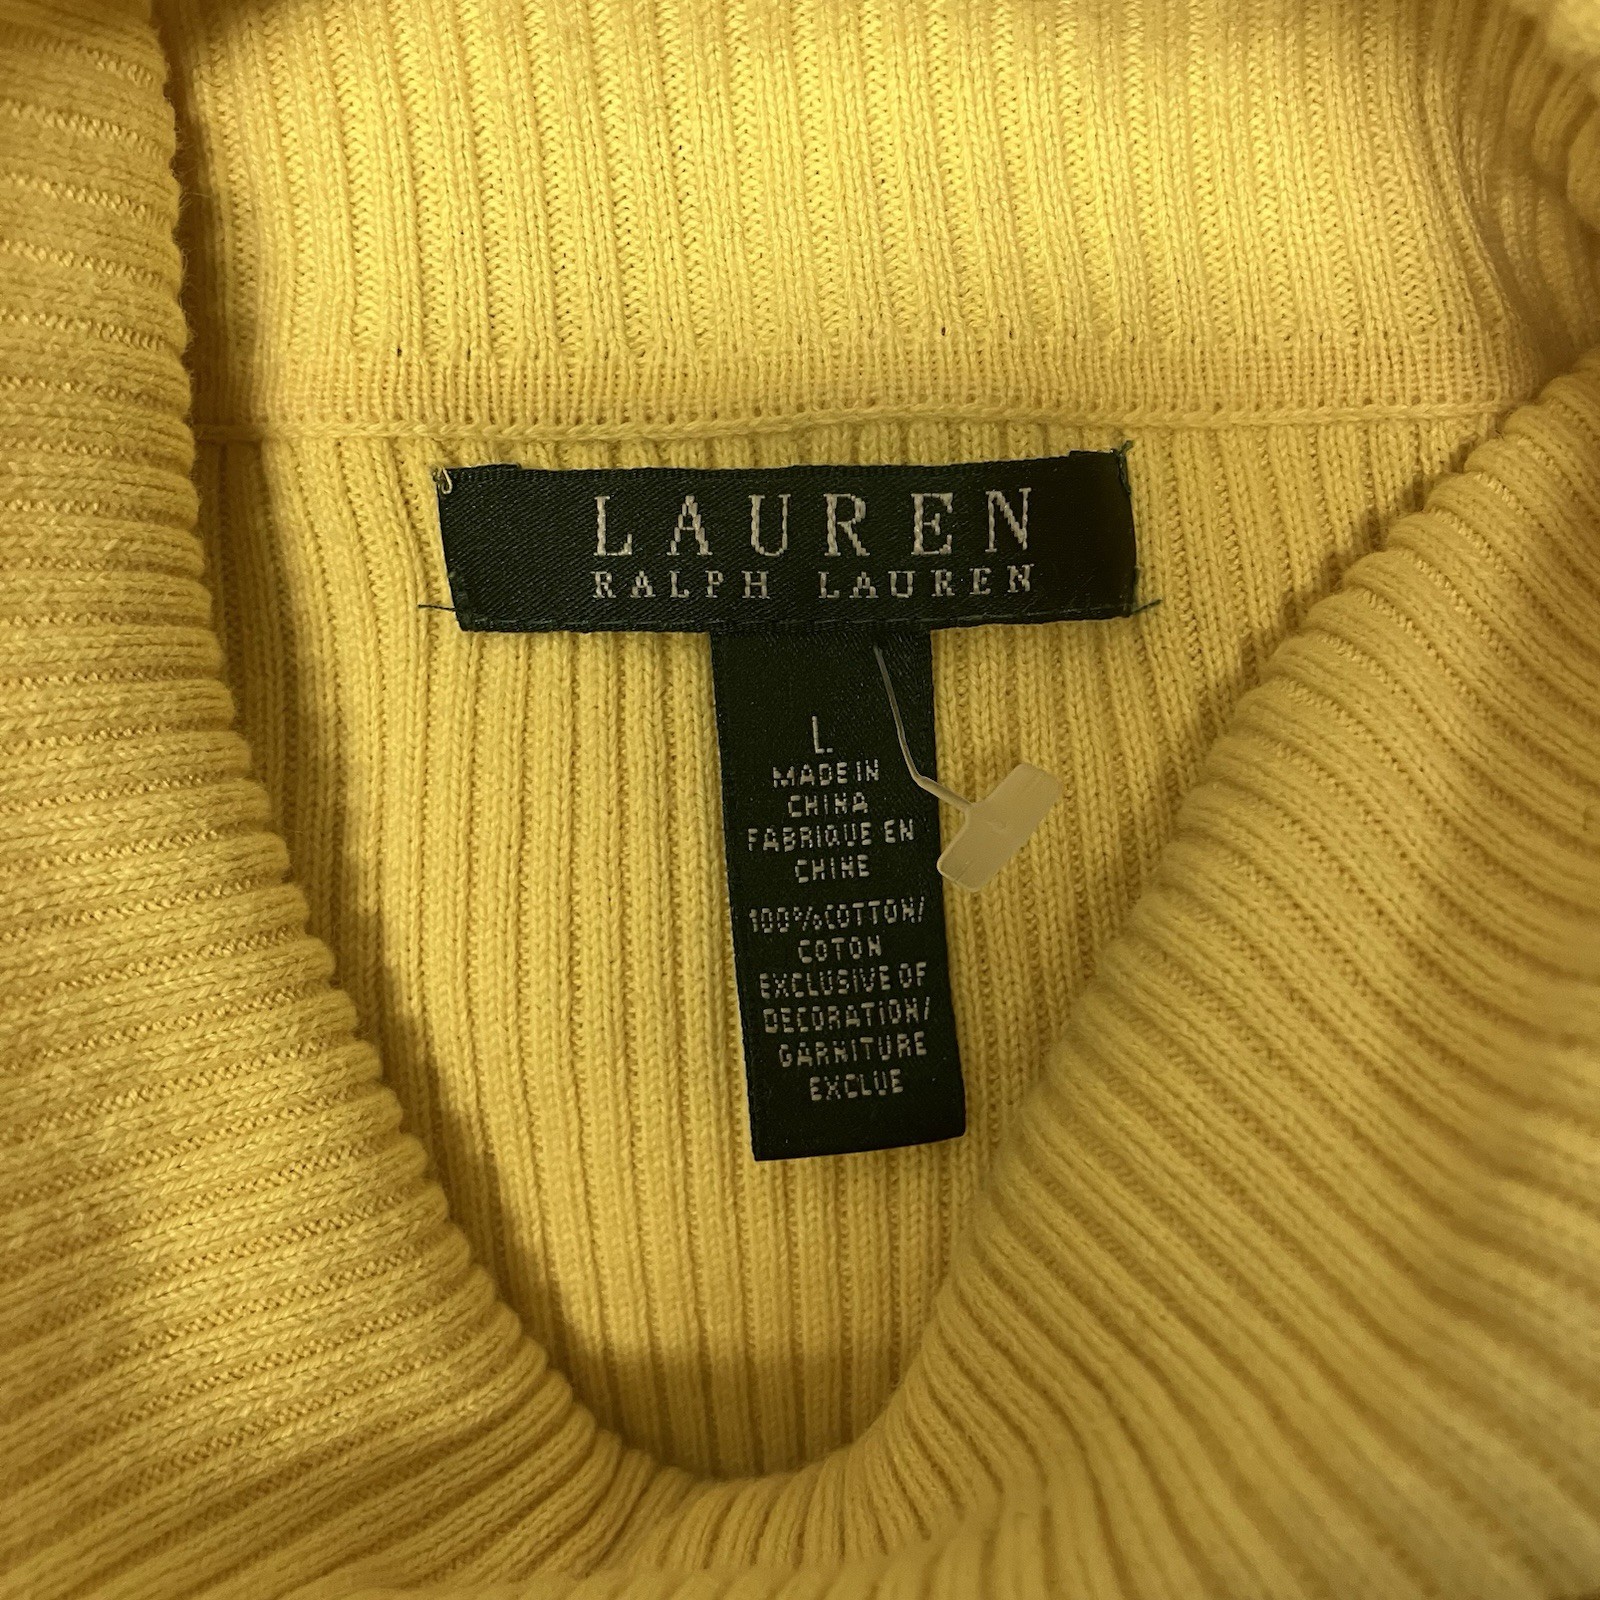 LAUREN
RALPH LAUREN
L
MADE IN
CHINA
FABRIQUE EN
CHINE
100%COTTON/
COTON
EXCLUSIVE OF
DECORATION/
GARNITURE
EXCLUE